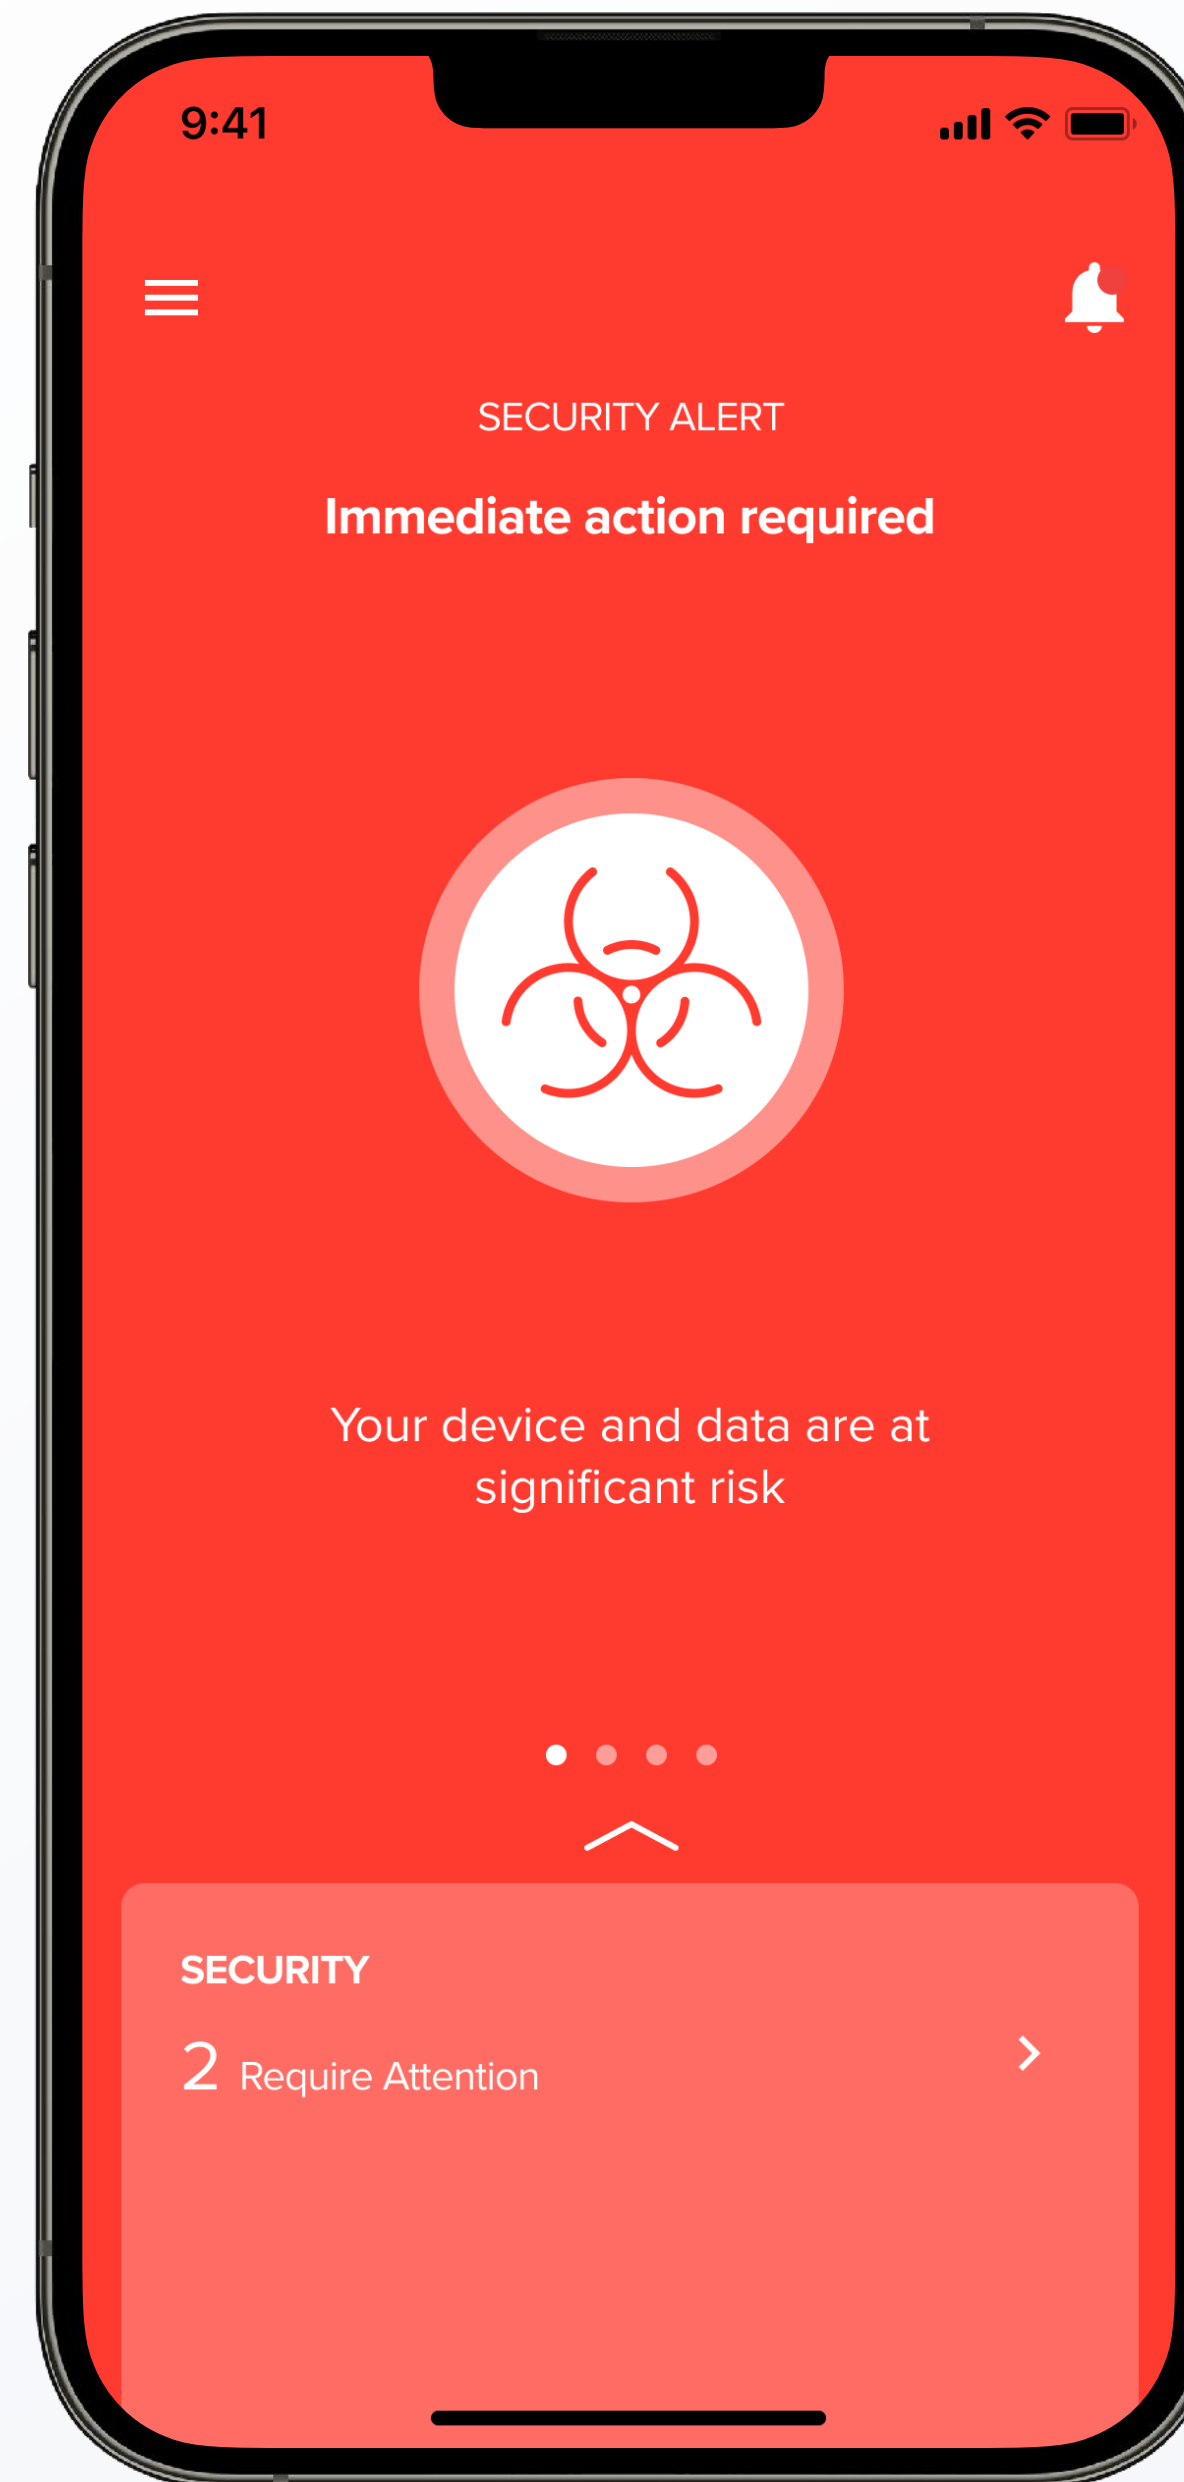 9:41
SECURITY ALERT
Immediate action required
Your device and data are at
significant risk
SECURITY
2 Require Attention